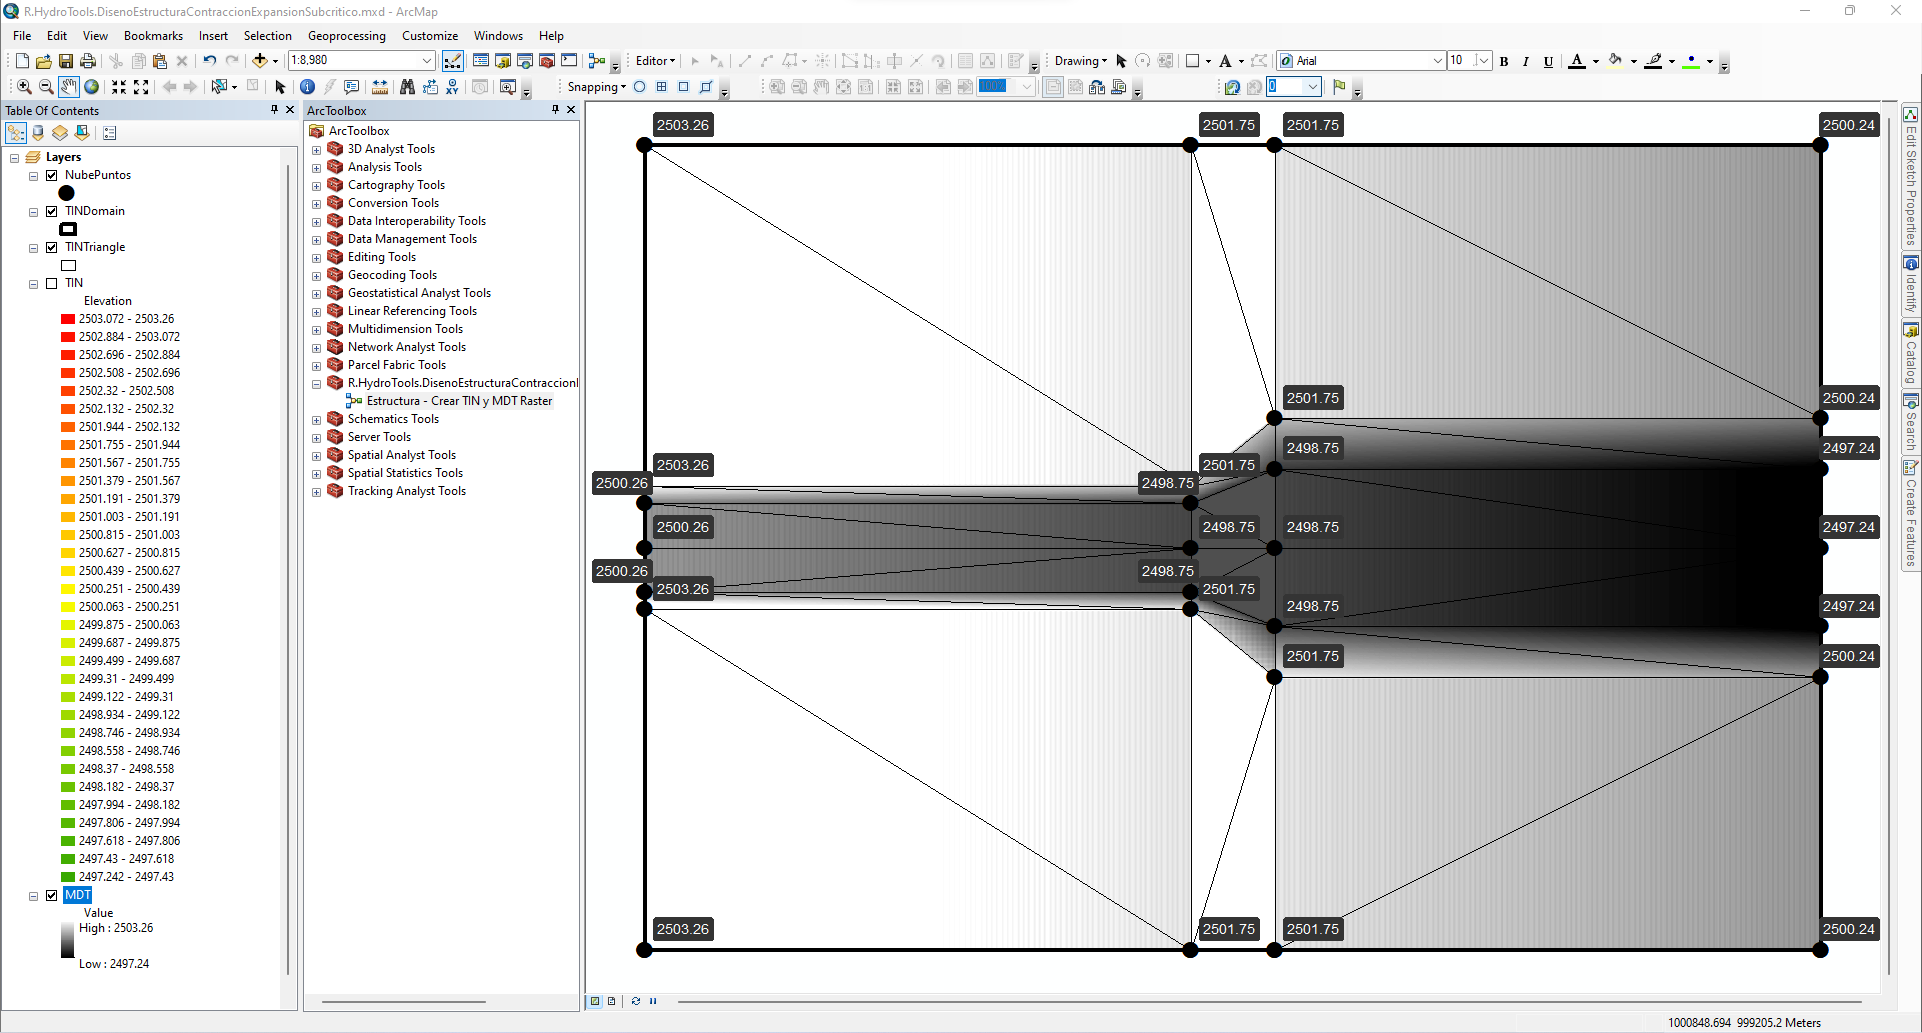 R.HydroTools.DisenoEstructuraContraccionExpansionSubcritico.mxd - ArcMap
File Edit View Bookmarks Insert Selection Geoprocessing Customize Windows Help
1:8,980
Editor
Drawing
Arial
10
B I U A
Snapping
100%
0
Table Of Contents
Layers
NubePuntos
TINDomain
TINTriangle
TIN
Elevation
2503.072 - 2503.26
2502.884 - 2503.072
2502.696 - 2502.884
2502.508 - 2502.696
2502.32 - 2502.508
2502.132 - 2502.32
2501.944 - 2502.132
2501.755 - 2501.944
2501.567 - 2501.755
2501.379 - 2501.567
2501.191 - 2501.379
2501.003 - 2501.191
2500.815 - 2501.003
2500.627 - 2500.815
2500.439 - 2500.627
2500.251 - 2500.439
2500.063 - 2500.251
2499.875 - 2500.063
2499.687 - 2499.875
2499.499 - 2499.687
2499.31 - 2499.499
2499.122 - 2499.31
2498.934 - 2499.122
2498.746 - 2498.934
2498.558 - 2498.746
2498.37 - 2498.558
2498.182 - 2498.37
2497.994 - 2498.182
2497.806 - 2497.994
2497.618 - 2497.806
2497.43 - 2497.618
2497.242 - 2497.43
MDT
Value
High : 2503.26
Low : 2497.24
ArcToolbox
ArcToolbox
3D Analyst Tools
Analysis Tools
Cartography Tools
Conversion Tools
Data Interoperability Tools
Data Management Tools
Editing Tools
Geocoding Tools
Geostatistical Analyst Tools
Linear Referencing Tools
Multidimension Tools
Network Analyst Tools
Parcel Fabric Tools
R.HydroTools.DisenoEstructuraContraccionI
Estructura - Crear TIN y MDT Raster
Schematics Tools
Server Tools
Spatial Analyst Tools
Spatial Statistics Tools
Tracking Analyst Tools
2503.26 2501.75 2501.75 2500.24
2501.75 2500.24
2498.75 2497.24
2503.26 2501.75
2500.26 2498.75
2500.26 2498.75 2498.75 2497.24
2500.26 2498.75
2503.26 2501.75
2498.75 2497.24
2501.75 2500.24
2503.26 2501.75 2501.75 2500.24
Edit Sketch Properties
Identify
Catalog
Search
Create Features
1000848.694 999205.2 Meters